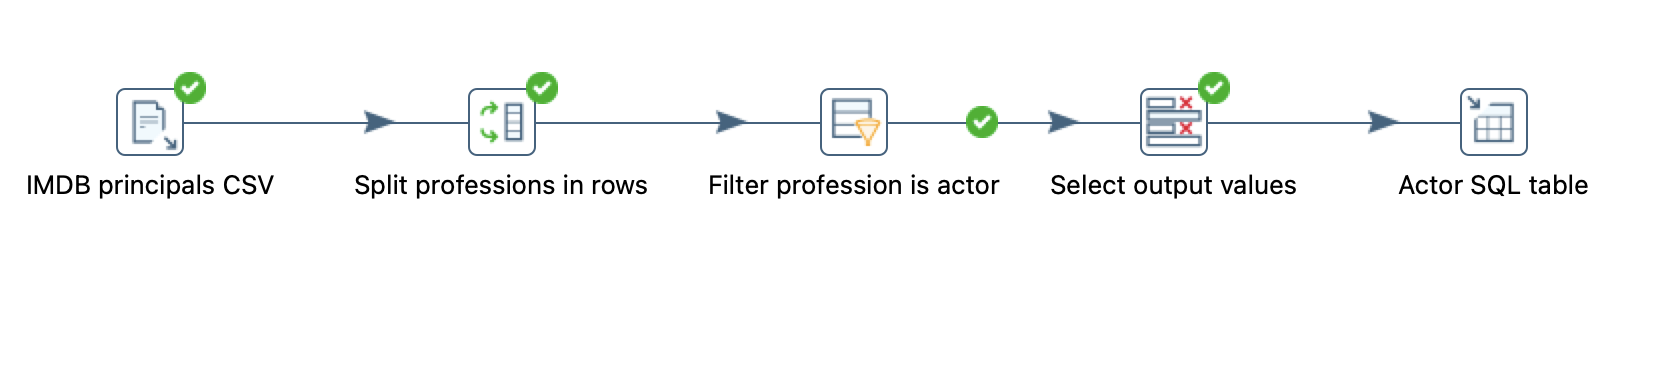 IMDB principals CSV
Split professions in rows
Filter profession is actor
Select output values
Actor SQL table